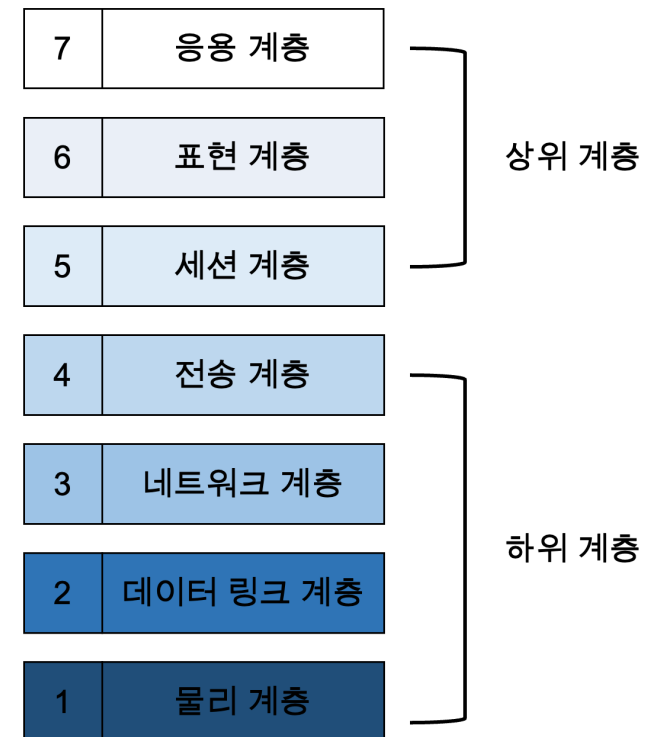 7 응용 계층
6 표현 계층
상위 계층
5 세션 계층
4 전송 계층
3 네트워크 계층
하위 계층
2 데이터 링크 계층
1 물리 계층